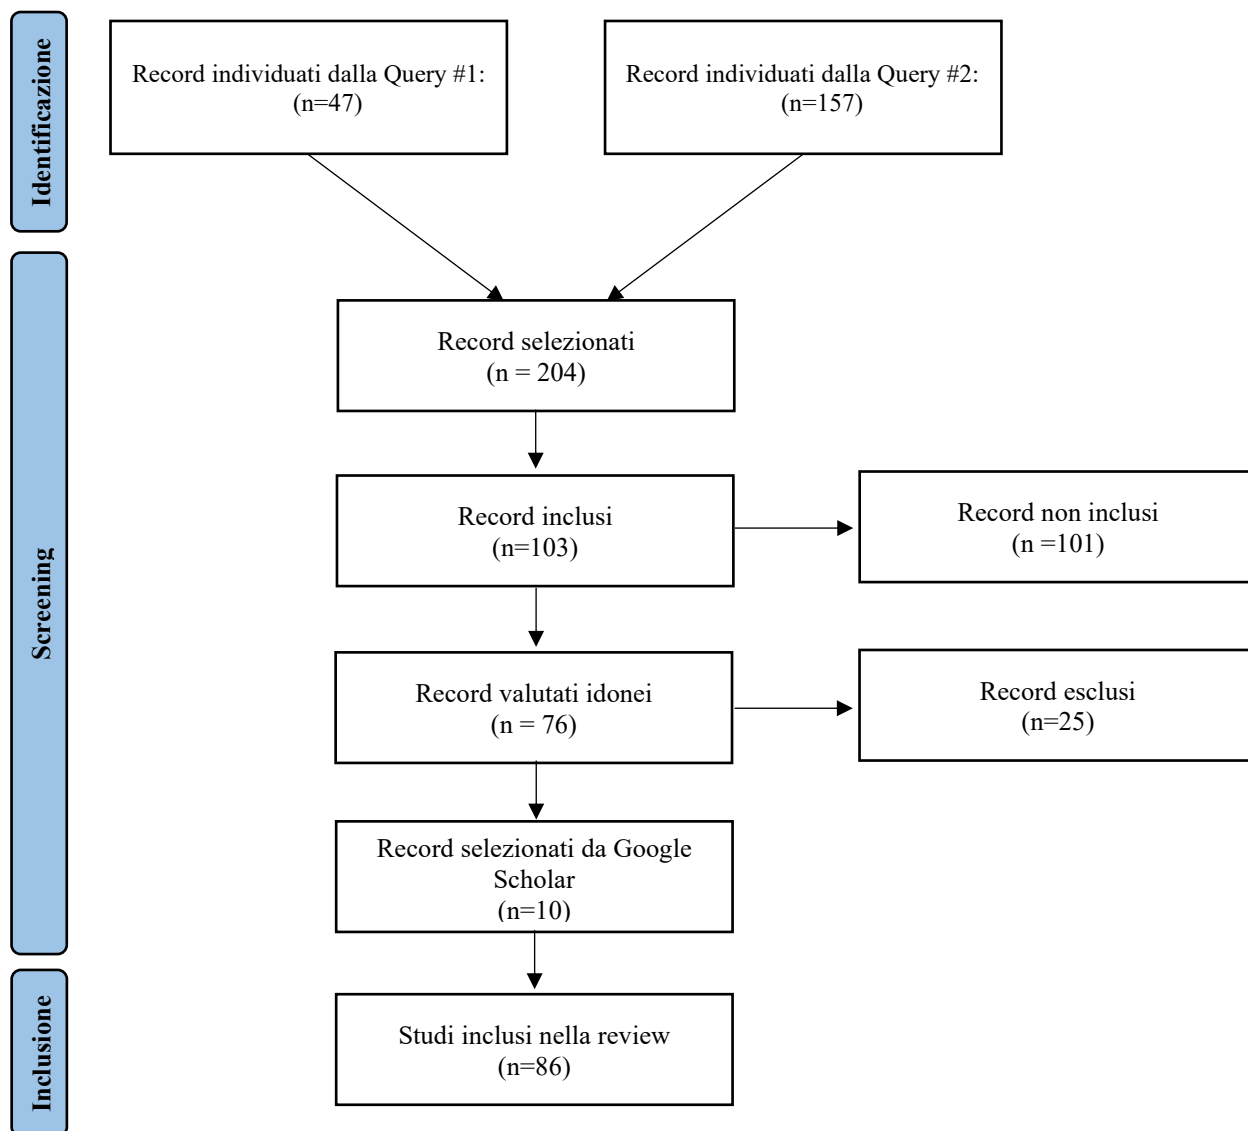 Identificazione
Record individuati dalla Query #1:
(n=47)
Record individuati dalla Query #2:
(n=157)
Screening
Record selezionati
(n = 204)
Record inclusi
(n=103)
Record non inclusi
(n =101)
Record valutati idonei
(n = 76)
Record esclusi
(n=25)
Record selezionati da Google
Scholar
(n=10)
Inclusione
Studi inclusi nella review
(n=86)